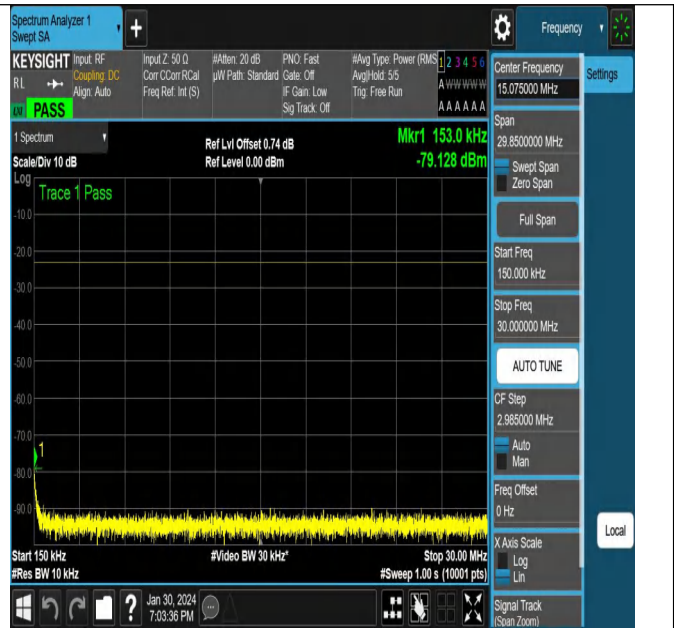 Spectrum Analyzer 1
Swept SA
Frequency
KEYSIGHT
RL
PASS
Input: RF
Coupling: DC
Align: Auto
Input Z: 50 Ω
Corr CCorr RCal
Freq Ref: Int (S)
#Atten: 20 dB
µW Path: Standard
PNO: Fast
Gate: Off
IF Gain: Low
Sig Track: Off
#Avg Type: Power (RMS
Avg|Hold: 5/5
Trig: Free Run
1 2 3 4 5 6
A W W W W W
A A A A A A
1 Spectrum
Scale/Div 10 dB
Log
Ref Lvl Offset 0.74 dB
Ref Level 0.00 dBm
Mkr1 153.0 kHz
-79.128 dBm
Trace 1 Pass
-10.0
-20.0
-30.0
-40.0
-50.0
-60.0
-70.0
-80.0
-90.0
1
Start 150 kHz
#Res BW 10 kHz
#Video BW 30 kHz*
Stop 30.00 MHz
#Sweep 1.00 s (10001 pts)
Center Frequency
15.075000 MHz
Settings
Span
29.8500000 MHz
Swept Span
Zero Span
Full Span
Start Freq
150.000 kHz
Stop Freq
30.000000 MHz
AUTO TUNE
CF Step
2.985000 MHz
Auto
Man
Freq Offset
0 Hz
Local
X Axis Scale
Log
Lin
Signal Track
(Span Zoom)
?
Jan 30, 2024
7:03:36 PM